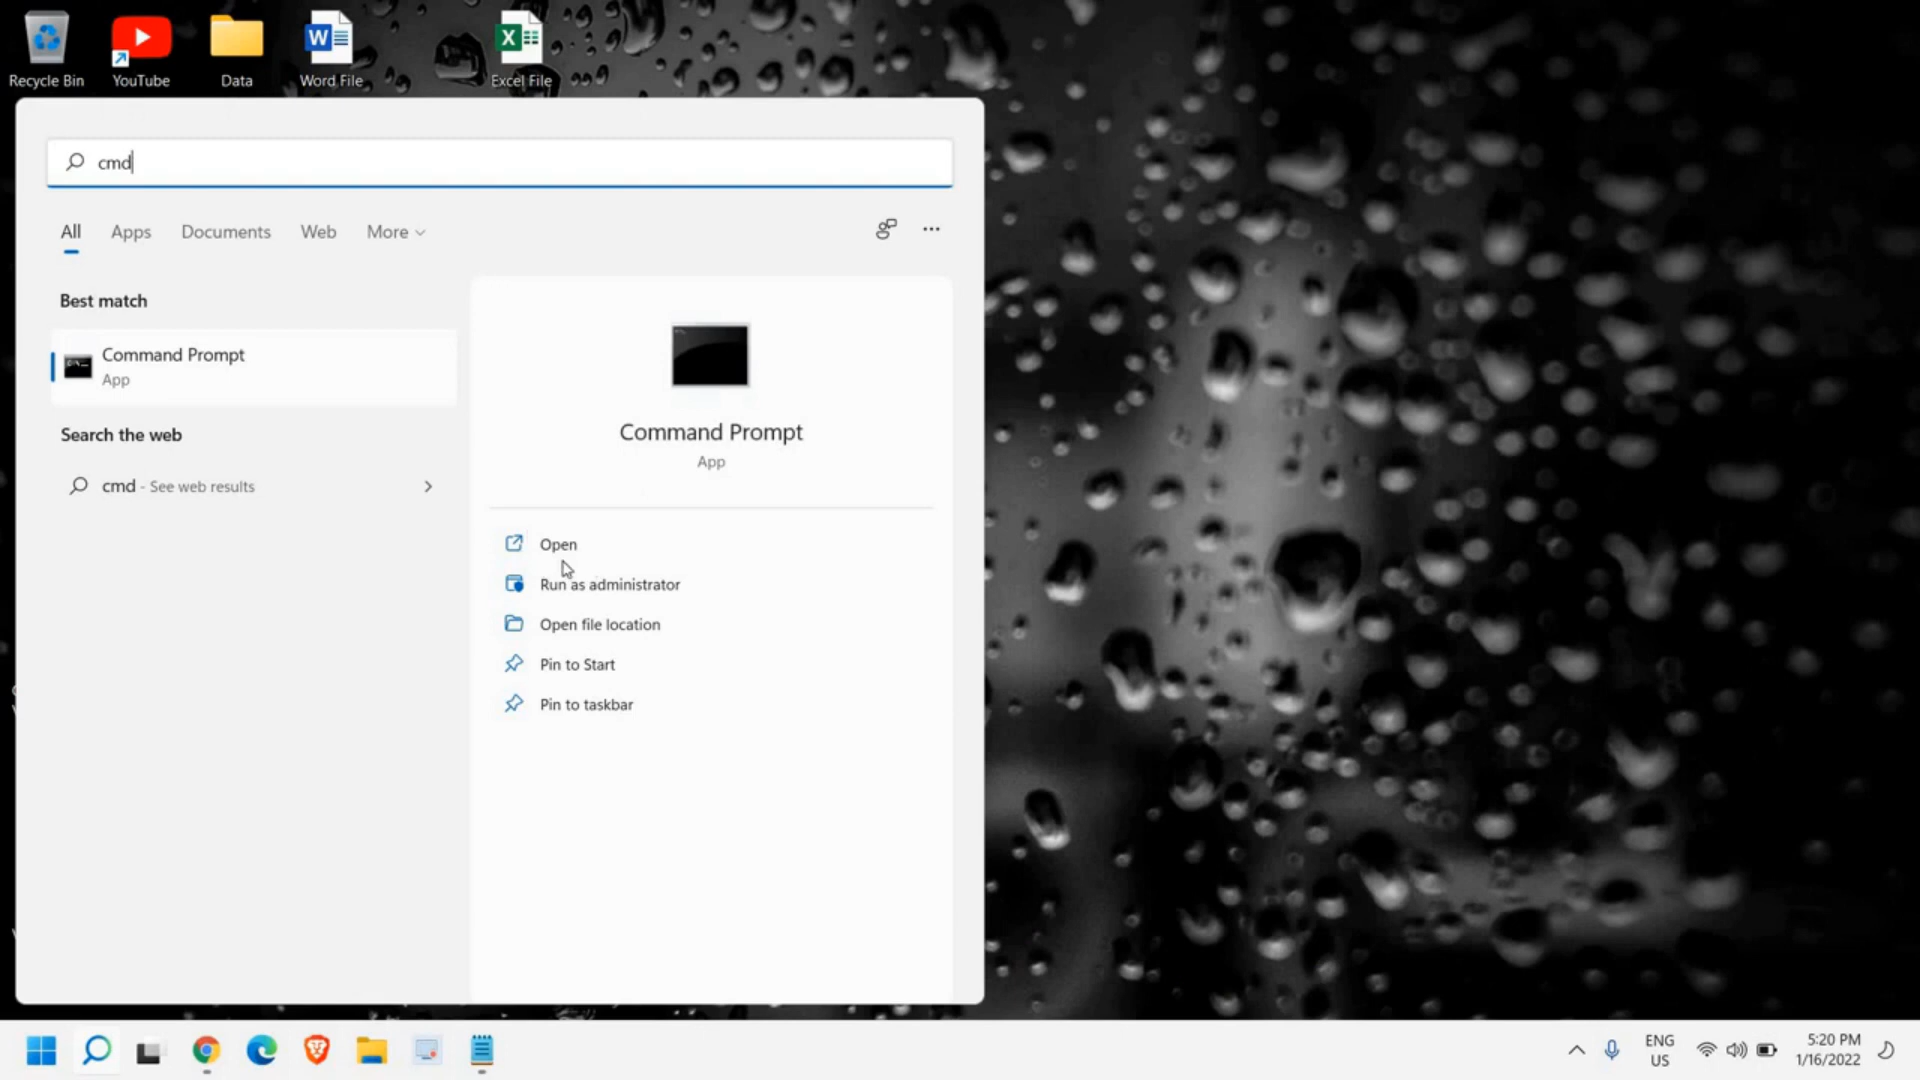 Recycle Bin
YouTube
Data
Word File
Excel File
cmd
All
Apps
Documents
Web
More
Best match
Command Prompt
App
Search the web
cmd - See web results
Command Prompt
App
Open
Run as administrator
Open file location
Pin to Start
Pin to taskbar
ENG
US
5:20 PM
1/16/2022